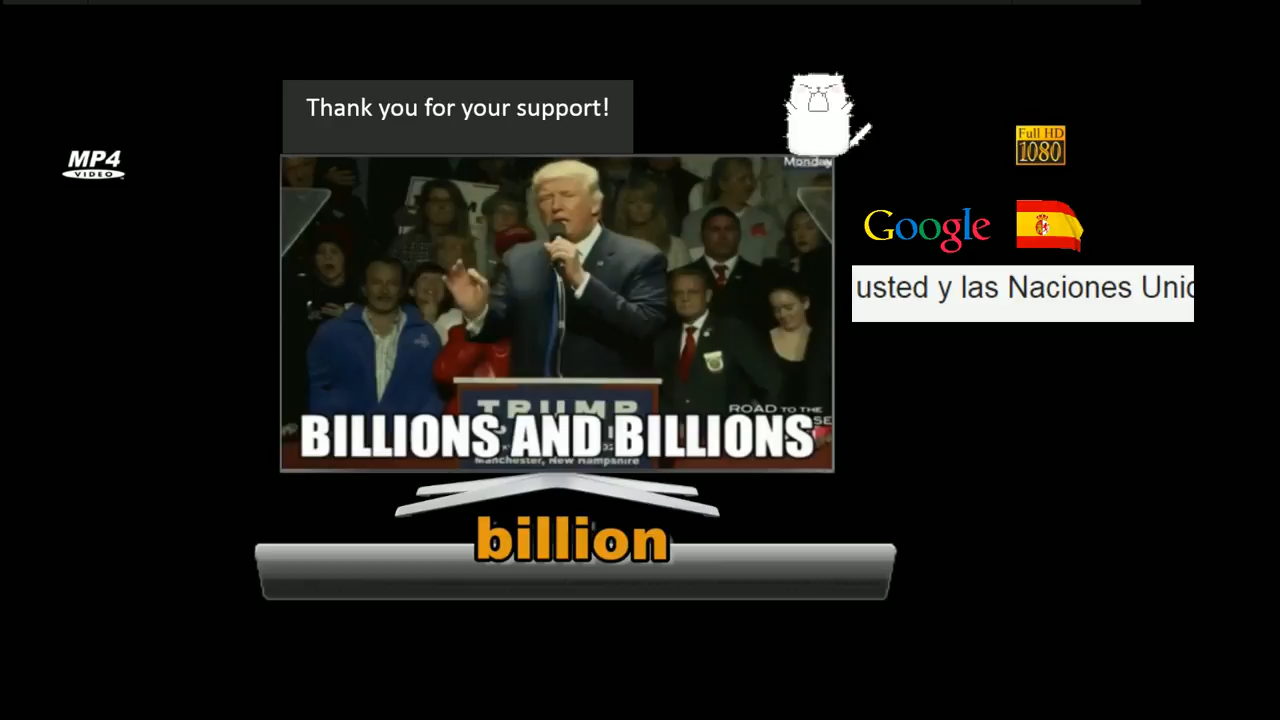 Thank you for your support!
Monday
MP4
VIDEO
Full HD
1080
Google
usted y las Naciones Unic
TRUMP
ROAD TO THE
SE
BILLIONS AND BILLIONS
Manchester, New Hampshire
billion